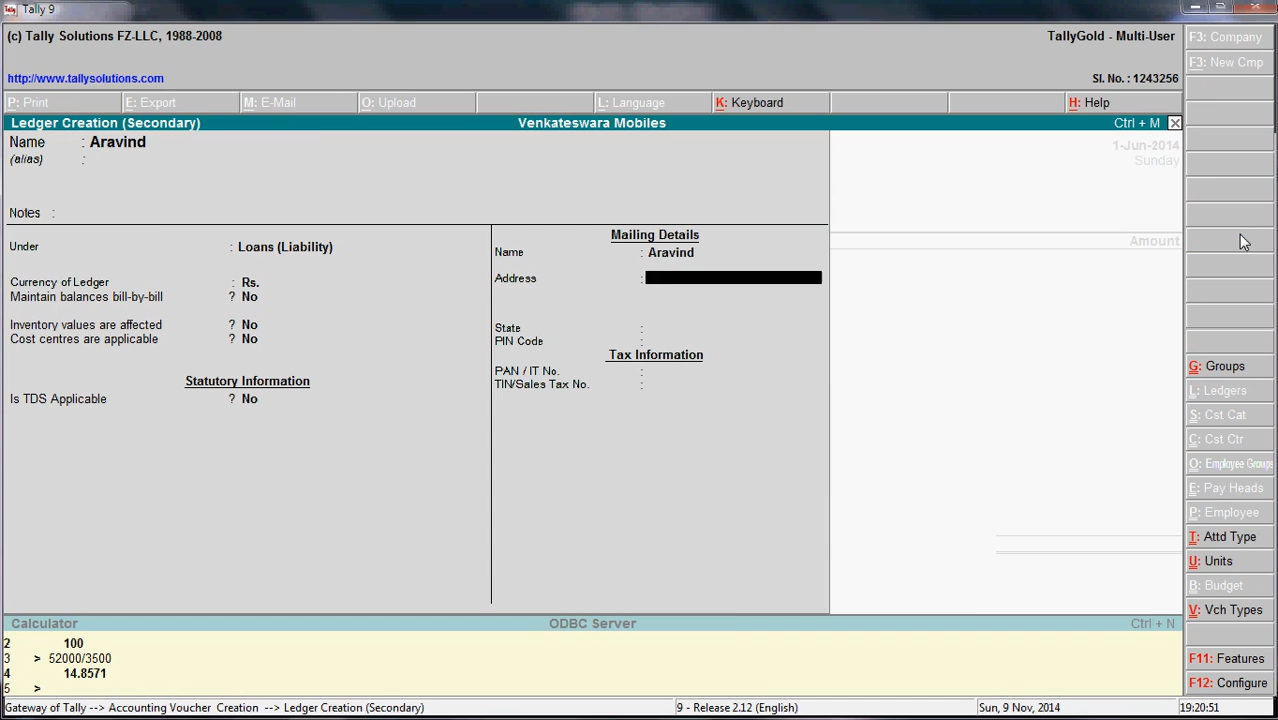 Tally 9
(c) Tally Solutions FZ-LLC, 1988-2008
TallyGold - Multi-User
http://www.tallysolutions.com
Sl. No. : 1243256
P: Print
E: Export
M: E-Mail
O: Upload
L: Language
K: Keyboard
H: Help
Ledger Creation (Secondary)
Venkateswara Mobiles
Ctrl + M
Name : Aravind
(alias) :
Notes :
Under : Loans (Liability)
Currency of Ledger : Rs.
Maintain balances bill-by-bill ? No
Inventory values are affected ? No
Cost centres are applicable ? No
Statutory Information
Is TDS Applicable ? No
Mailing Details
Name : Aravind
Address :
State :
PIN Code :
Tax Information
PAN / IT No. :
TIN/Sales Tax No. :
1-Jun-2014
Sunday
Amount
F3: Company
F3: New Cmp
G: Groups
L: Ledgers
S: Cst Cat
C: Cst Ctr
O: Employee Groups
E: Pay Heads
P: Employee
T: Attd Type
U: Units
B: Budget
V: Vch Types
F11: Features
F12: Configure
Calculator
ODBC Server
Ctrl + N
2 100
3 > 52000/3500
4 14.8571
5 >
Gateway of Tally --> Accounting Voucher Creation --> Ledger Creation (Secondary)
9 - Release 2.12 (English)
Sun, 9 Nov, 2014
19:20:51